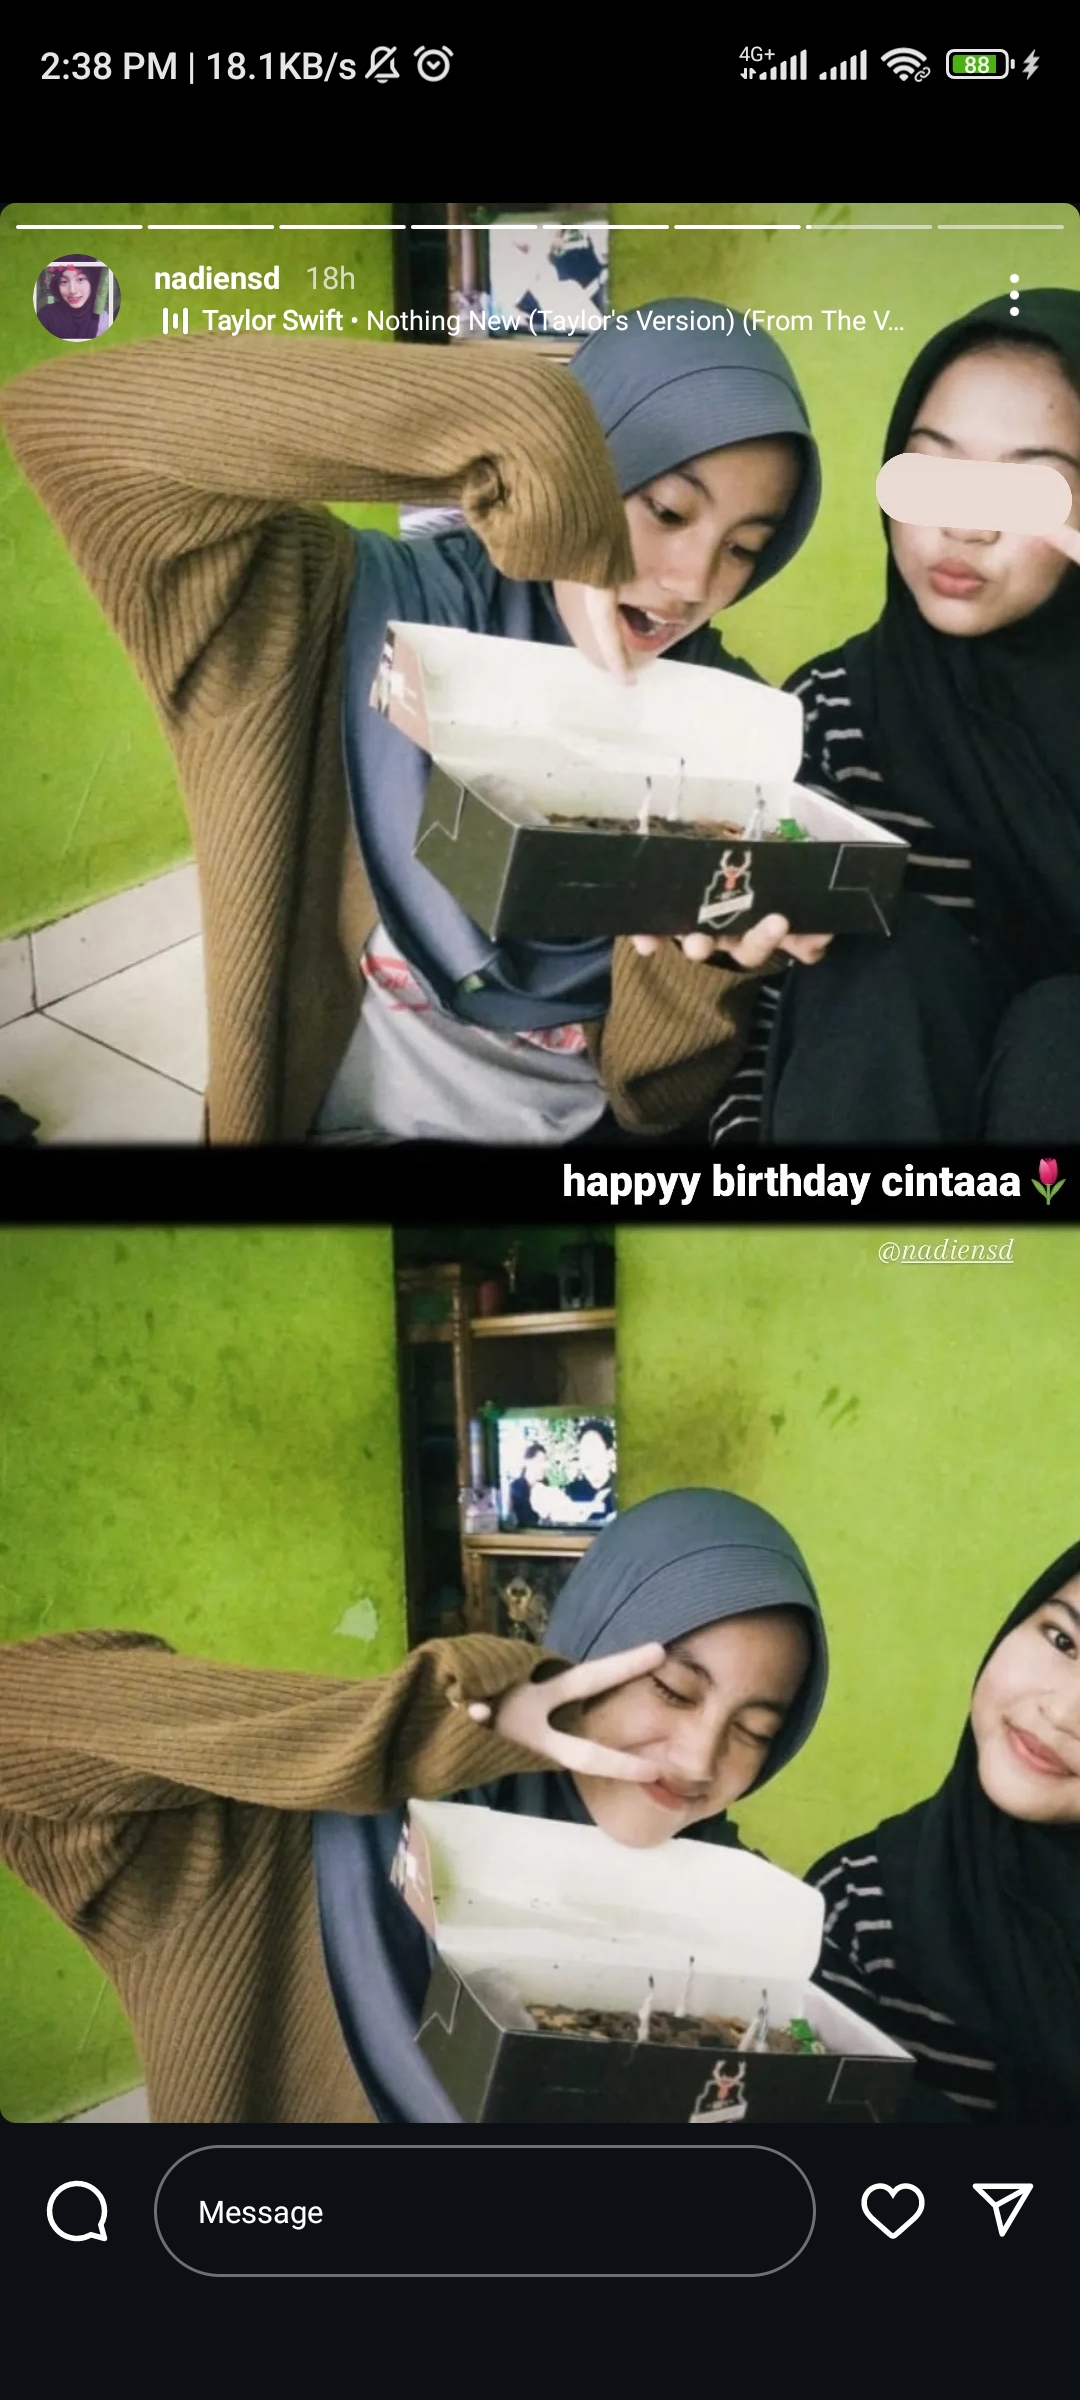 2:38 PM | 18.1KB/s
4G+
88
nadiensd 18h
Taylor Swift • Nothing New (Taylor's Version) (From The V...
happyy birthday cintaaa🌷
@nadiensd
Message